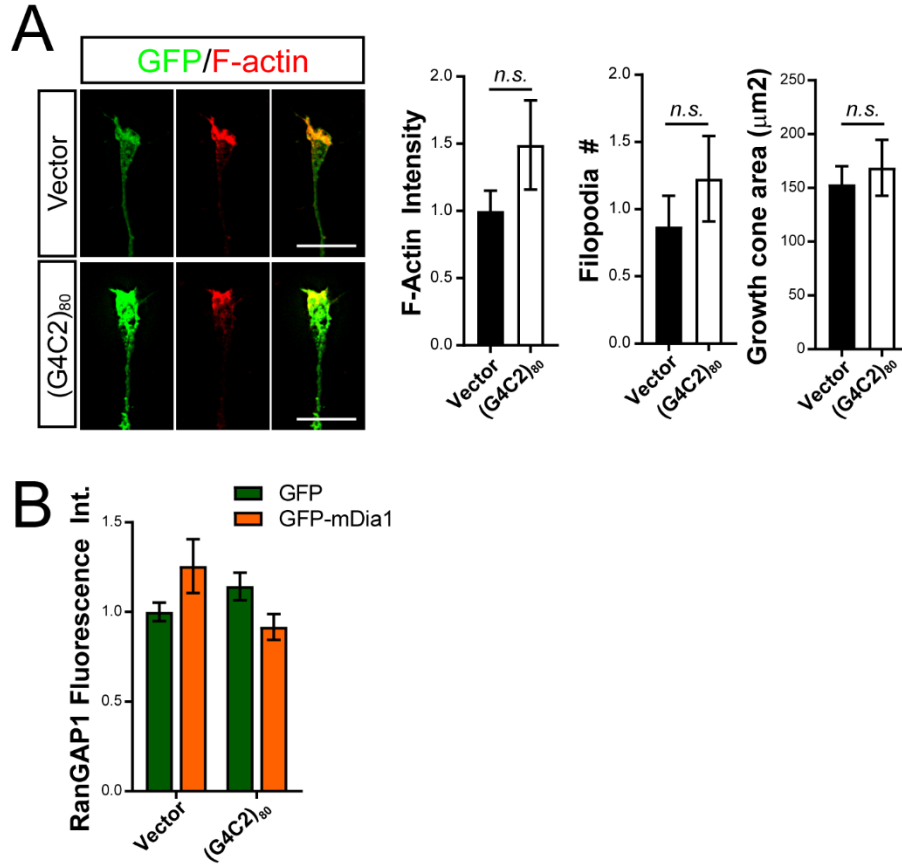 A
GFP/F-actin
Vector
(G4C2)80
F-Actin Intensity
2.0
1.5
1.0
0.5
0.0
n.s.
Vector
(G4C2)80
Filopodia #
2.0
1.5
1.0
0.5
0.0
n.s.
Vector
(G4C2)80
Growth cone area (μm2)
250
200
150
100
50
0
n.s.
Vector
(G4C2)80
B
GFP
GFP-mDia1
RanGAP1 Fluorescence Int.
1.5
1.0
0.5
0.0
Vector
(G4C2)80